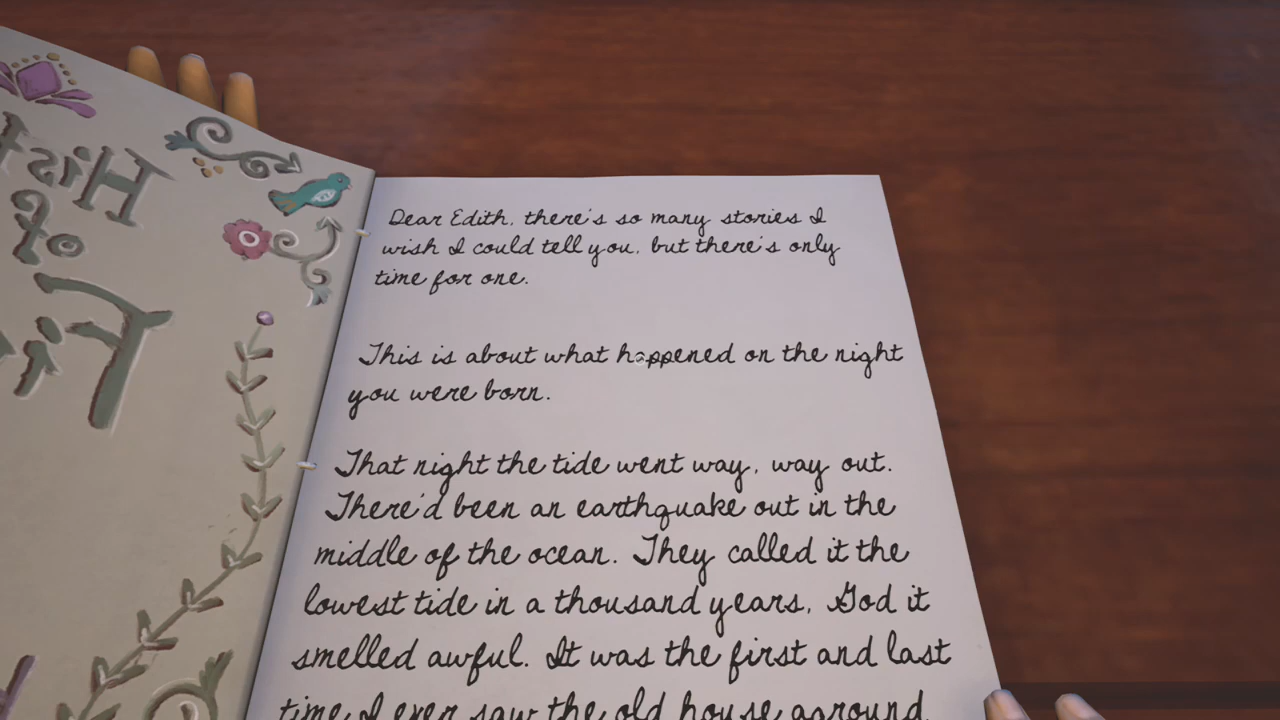 Hist
of
Fi
Dear Edith, there's so many stories I
wish I could tell you, but there's only
time for one.
This is about what happened on the night
you were born.
That night the tide went way, way out.
There'd been an earthquake out in the
middle of the ocean. They called it the
lowest tide in a thousand years, God it
smelled awful. It was the first and last
time I ever saw the old house aground.